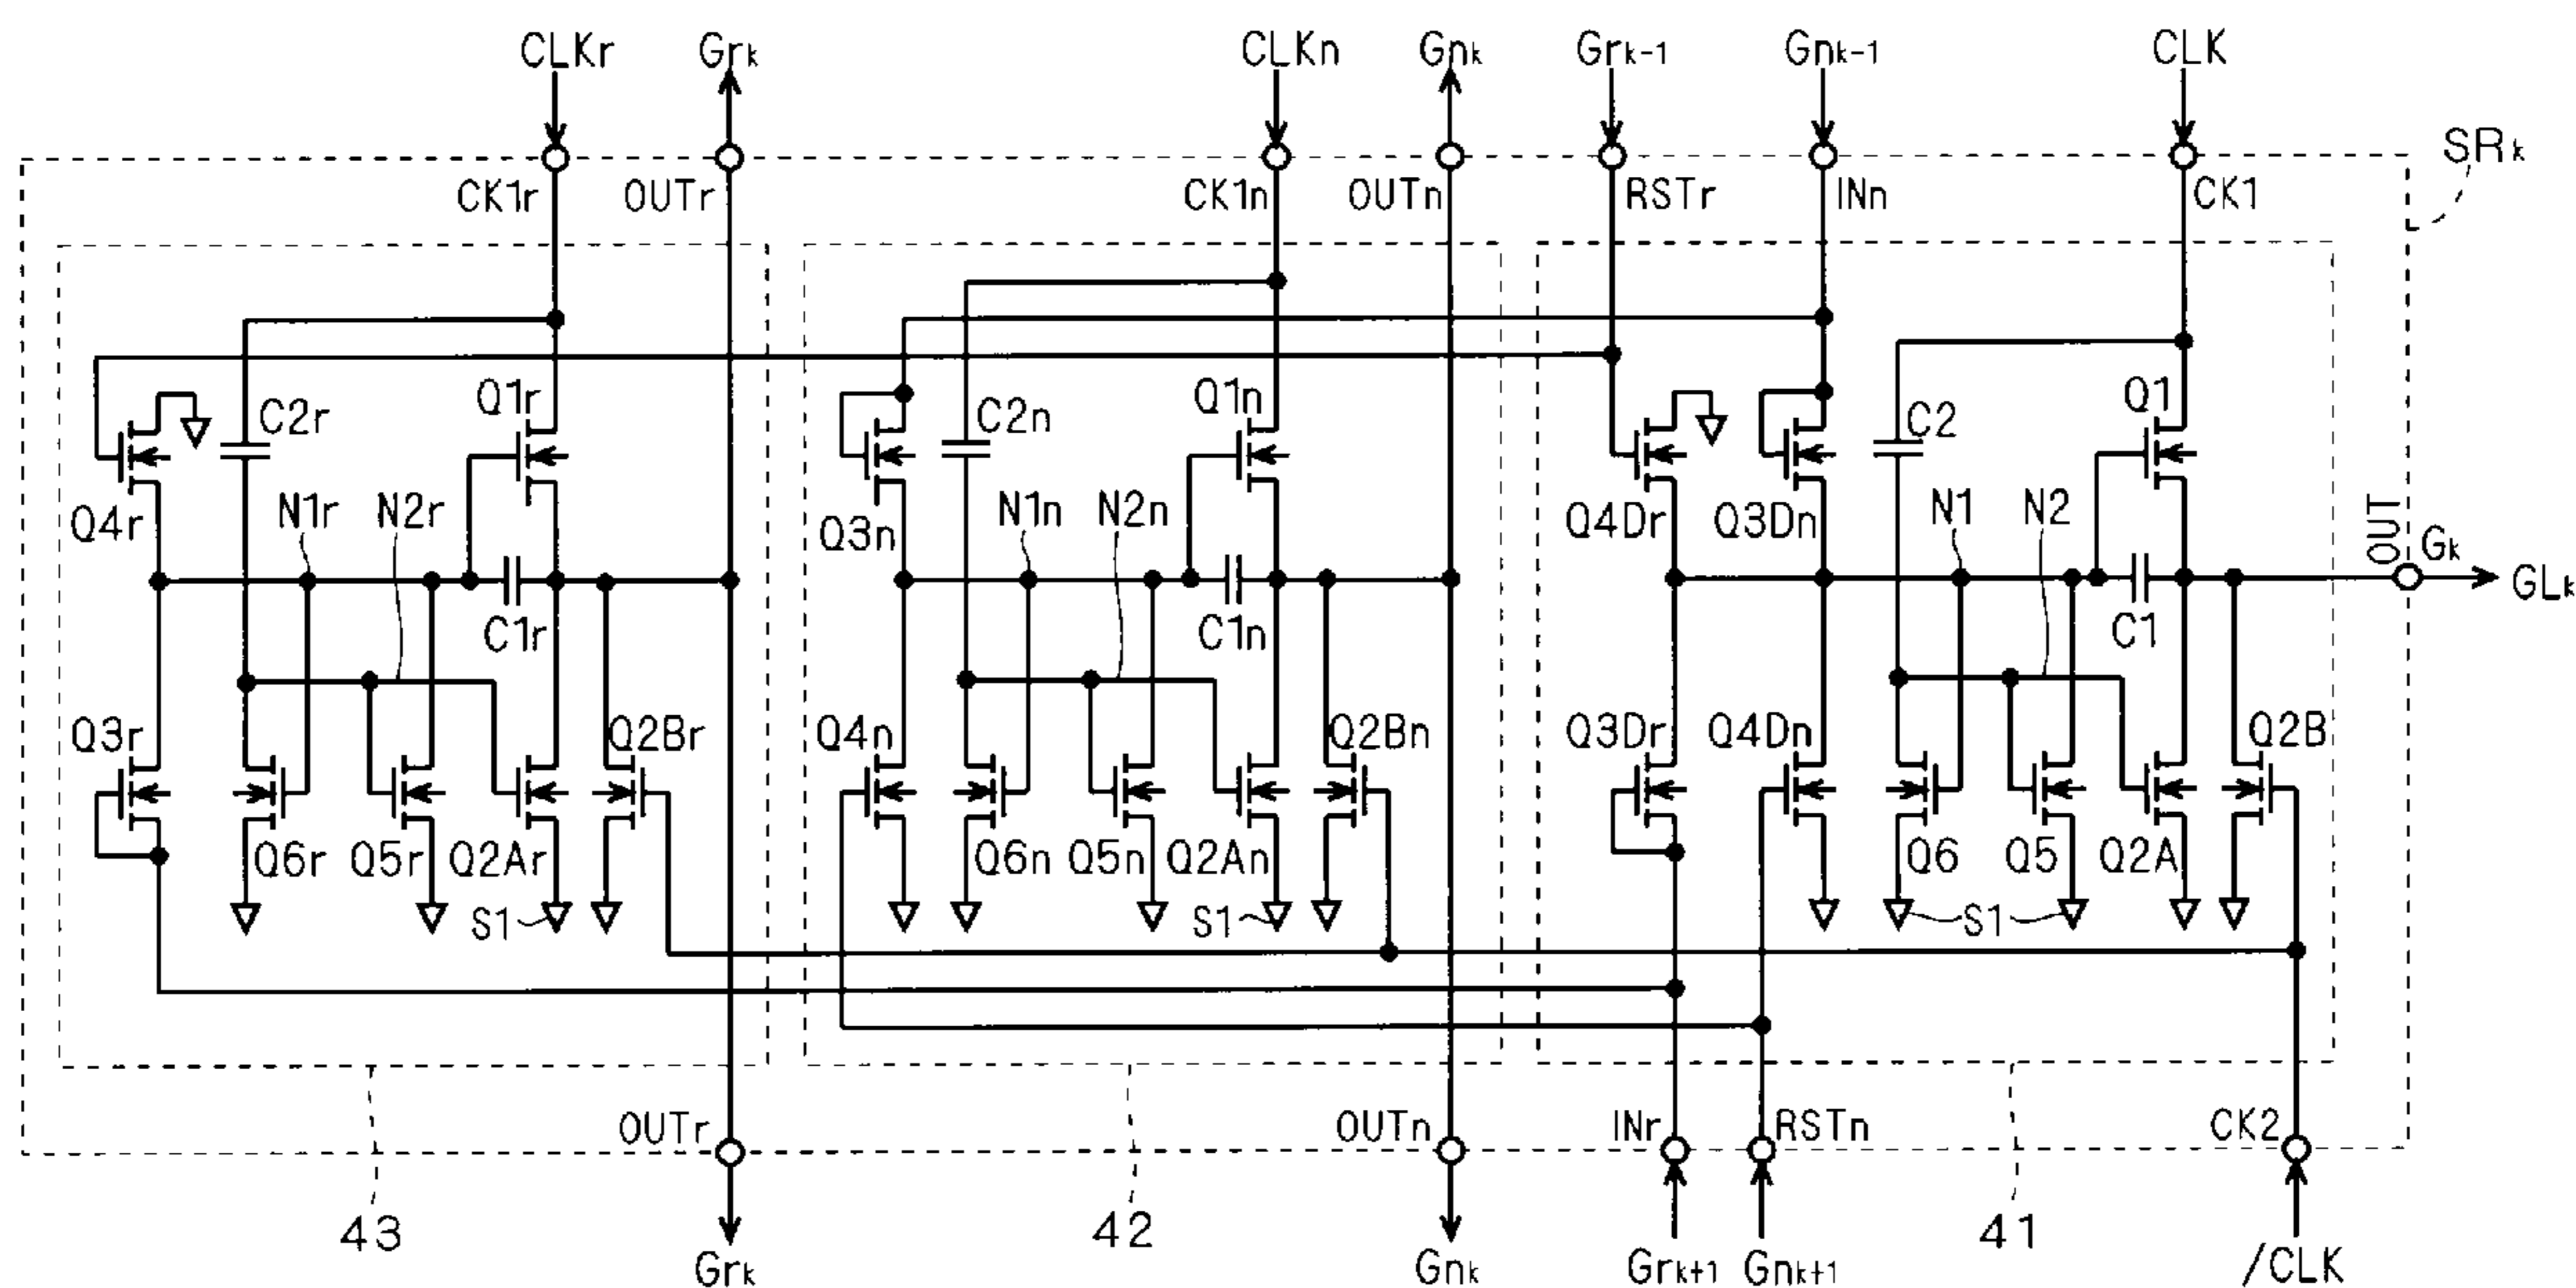 CLKr Grk CLKn Gnk Grk-1 Gnk-1 CLK
SRk
CK1r OUTr CK1n OUTn RSTr INn CK1
Q1r C2r Q1n C2n Q1 C2
Q4r N1r N2r Q3n N1n N2n Q4Dr Q3Dn N1 N2 OUT Gk
GLk
C1r C1n C1
Q3r Q2Br Q4n Q2Bn Q3Dr Q4Dn Q2B
Q6r Q5r Q2Ar Q6n Q5n Q2An Q6 Q5 Q2A
S1 S1 S1
OUTr OUTn INr RSTn CK2
43 42 41
Grk Gnk Grk+1 Gnk+1 /CLK